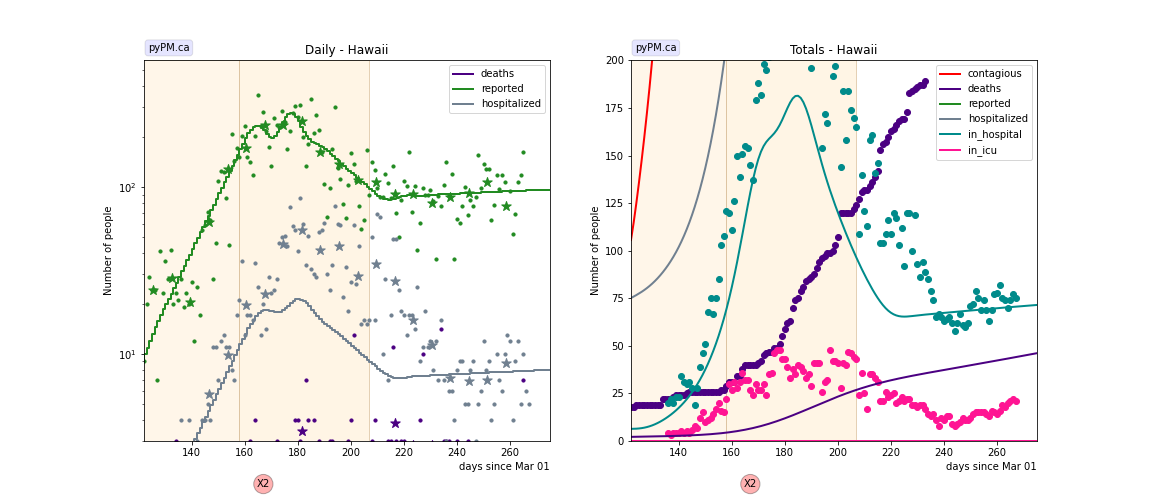 pyPM.ca
Daily - Hawaii
deaths
reported
hospitalized
Number of people
10²
10¹
140
160
180
200
220
240
260
days since Mar 01
X2
pyPM.ca
Totals - Hawaii
contagious
deaths
reported
hospitalized
in_hospital
in_icu
Number of people
200
175
150
125
100
75
50
25
0
140
160
180
200
220
240
260
days since Mar 01
X2